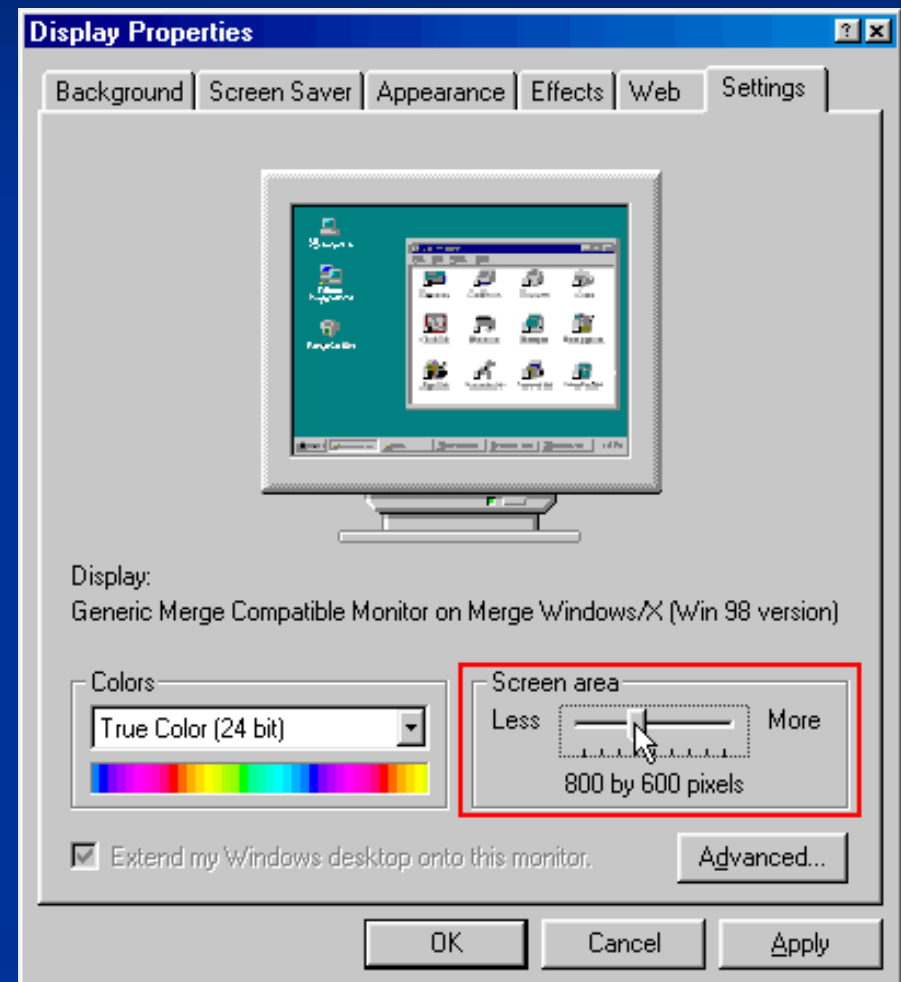 Display Properties
Background Screen Saver Appearance Effects Web Settings
Display:
Generic Merge Compatible Monitor on Merge Windows/X (Win 98 version)
Colors
True Color (24 bit)
Screen area
Less More
800 by 600 pixels
Extend my Windows desktop onto this monitor.
Advanced...
OK Cancel Apply